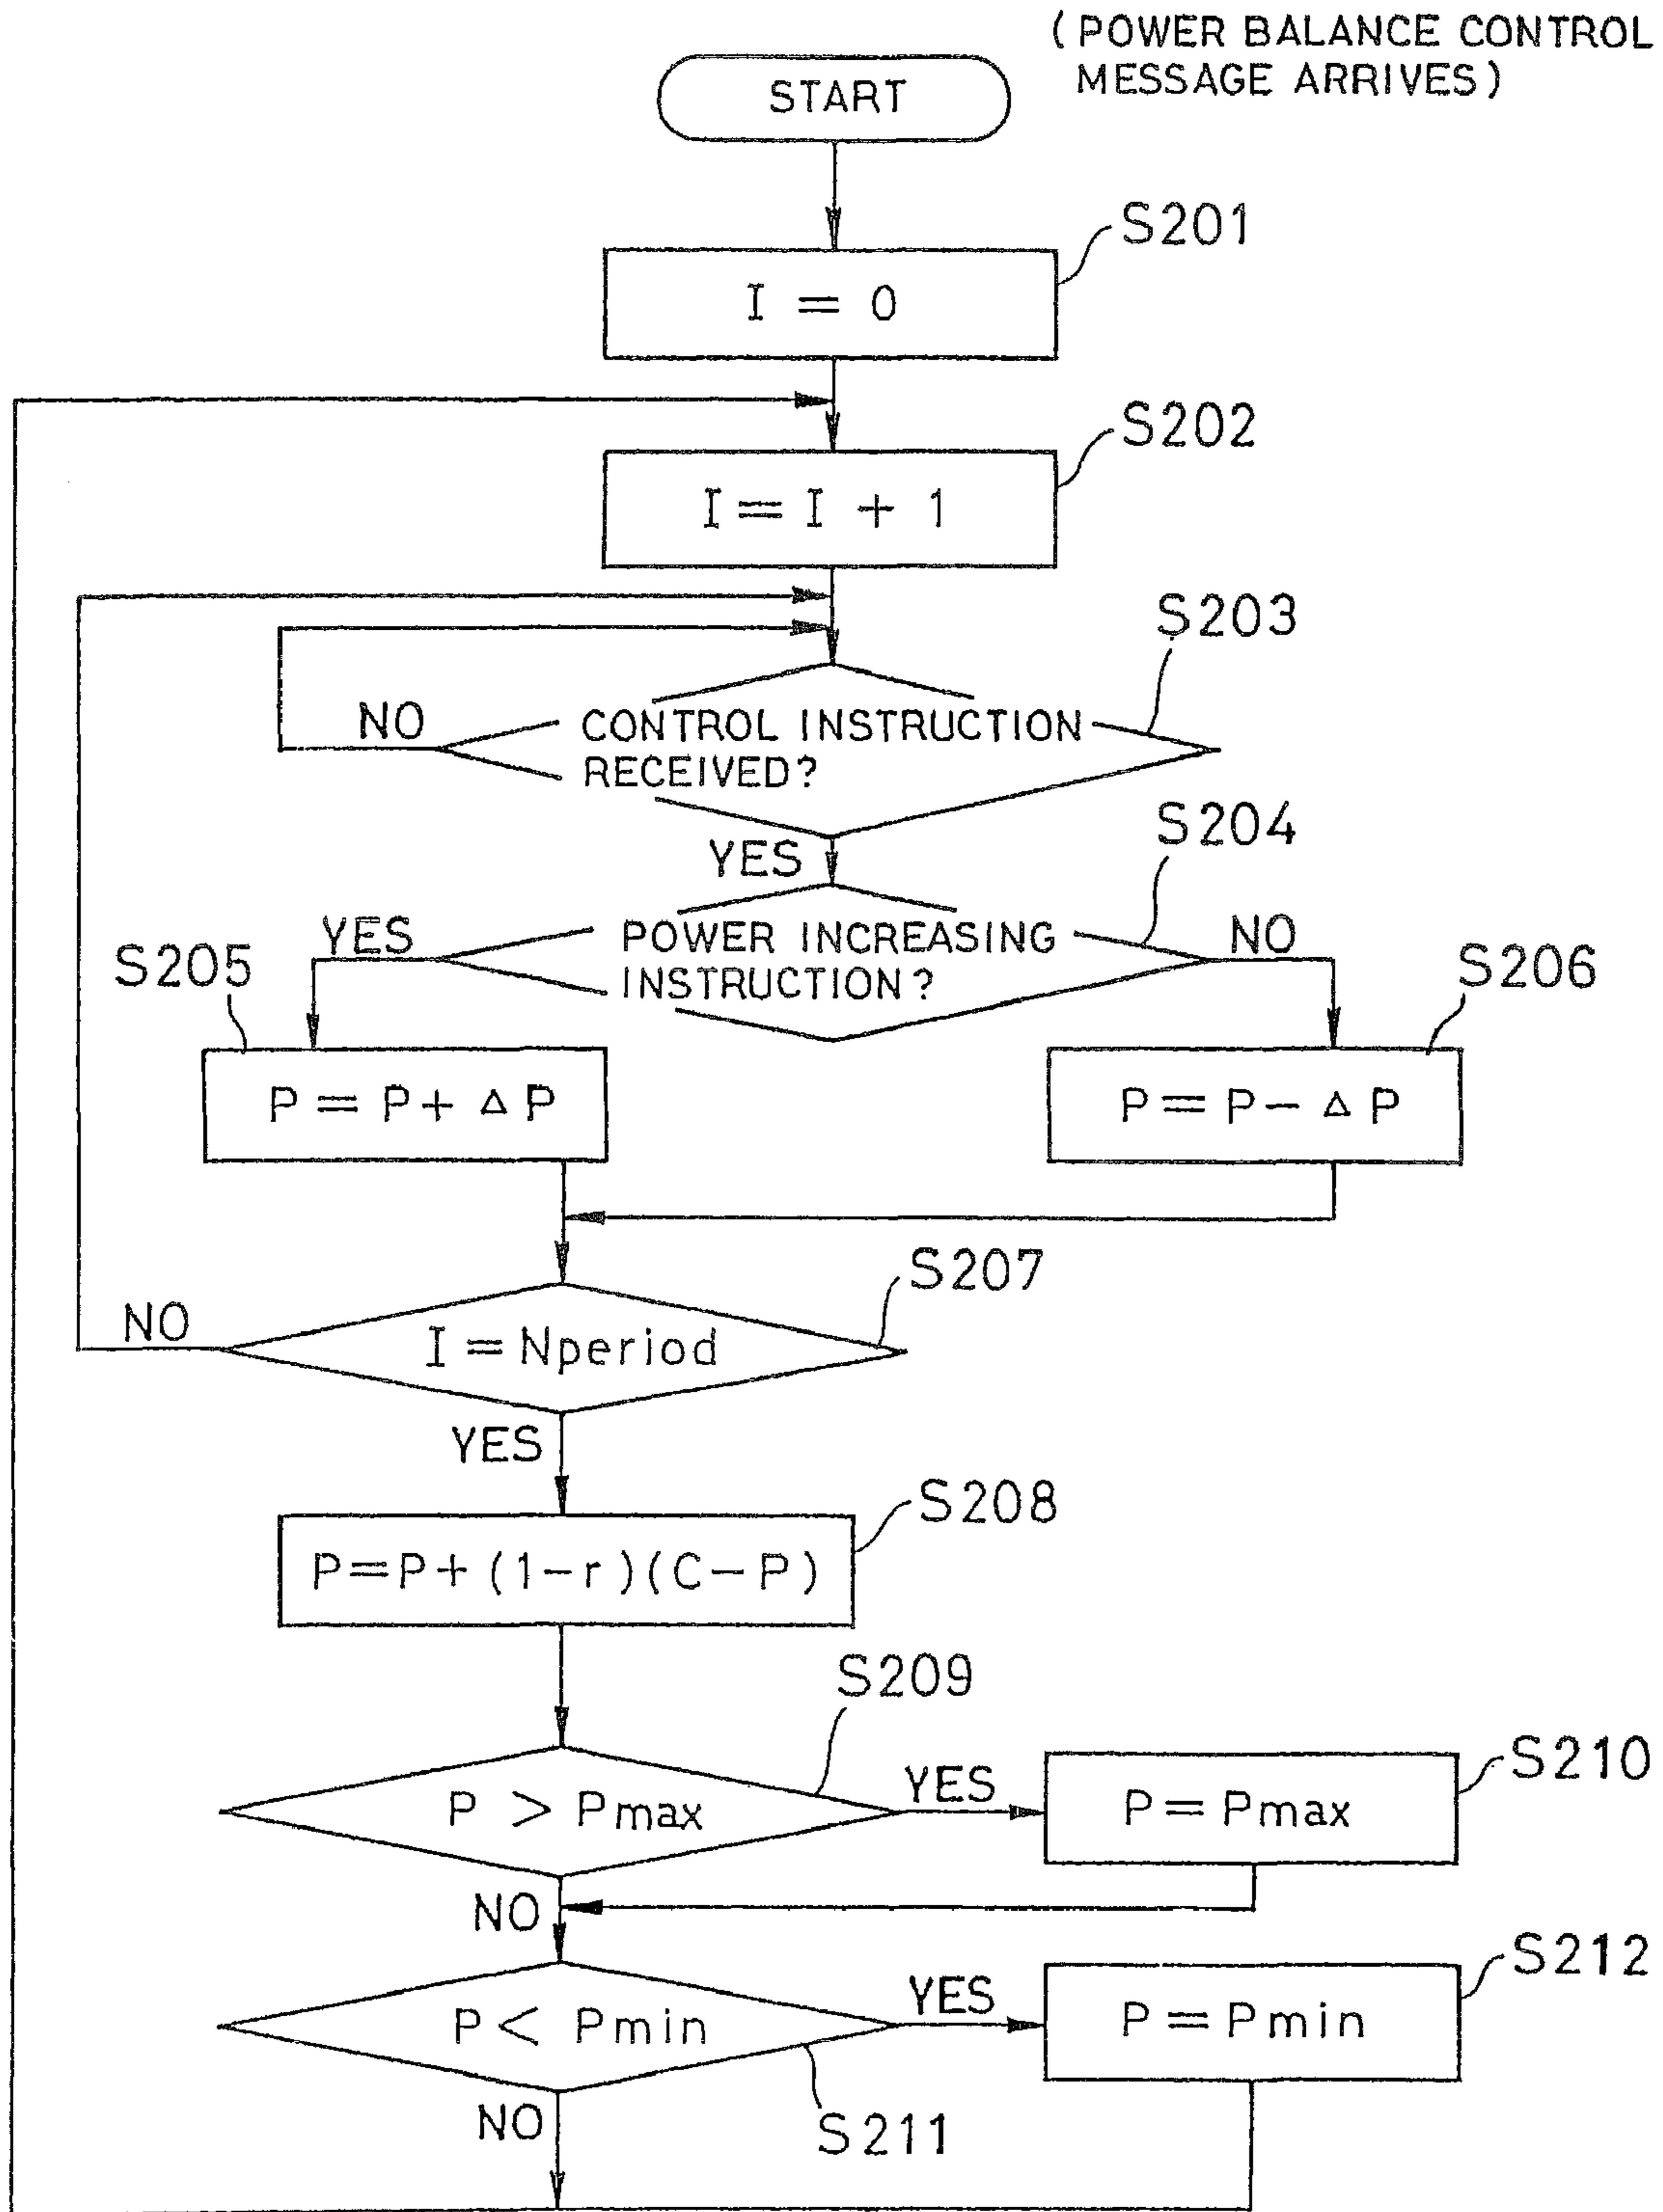 (POWER BALANCE CONTROL
MESSAGE ARRIVES)
START
S201
I = 0
S202
I = I + 1
S203
NO
CONTROL INSTRUCTION
RECEIVED?
YES
S204
YES
POWER INCREASING
INSTRUCTION?
NO
S205
S206
P = P + Δ P
P = P - Δ P
S207
NO
I = Nperiod
YES
S208
P=P+(1-r)(C-P)
S209
P > Pmax
YES
S210
P = Pmax
NO
S212
P < Pmin
YES
P = Pmin
NO
S211